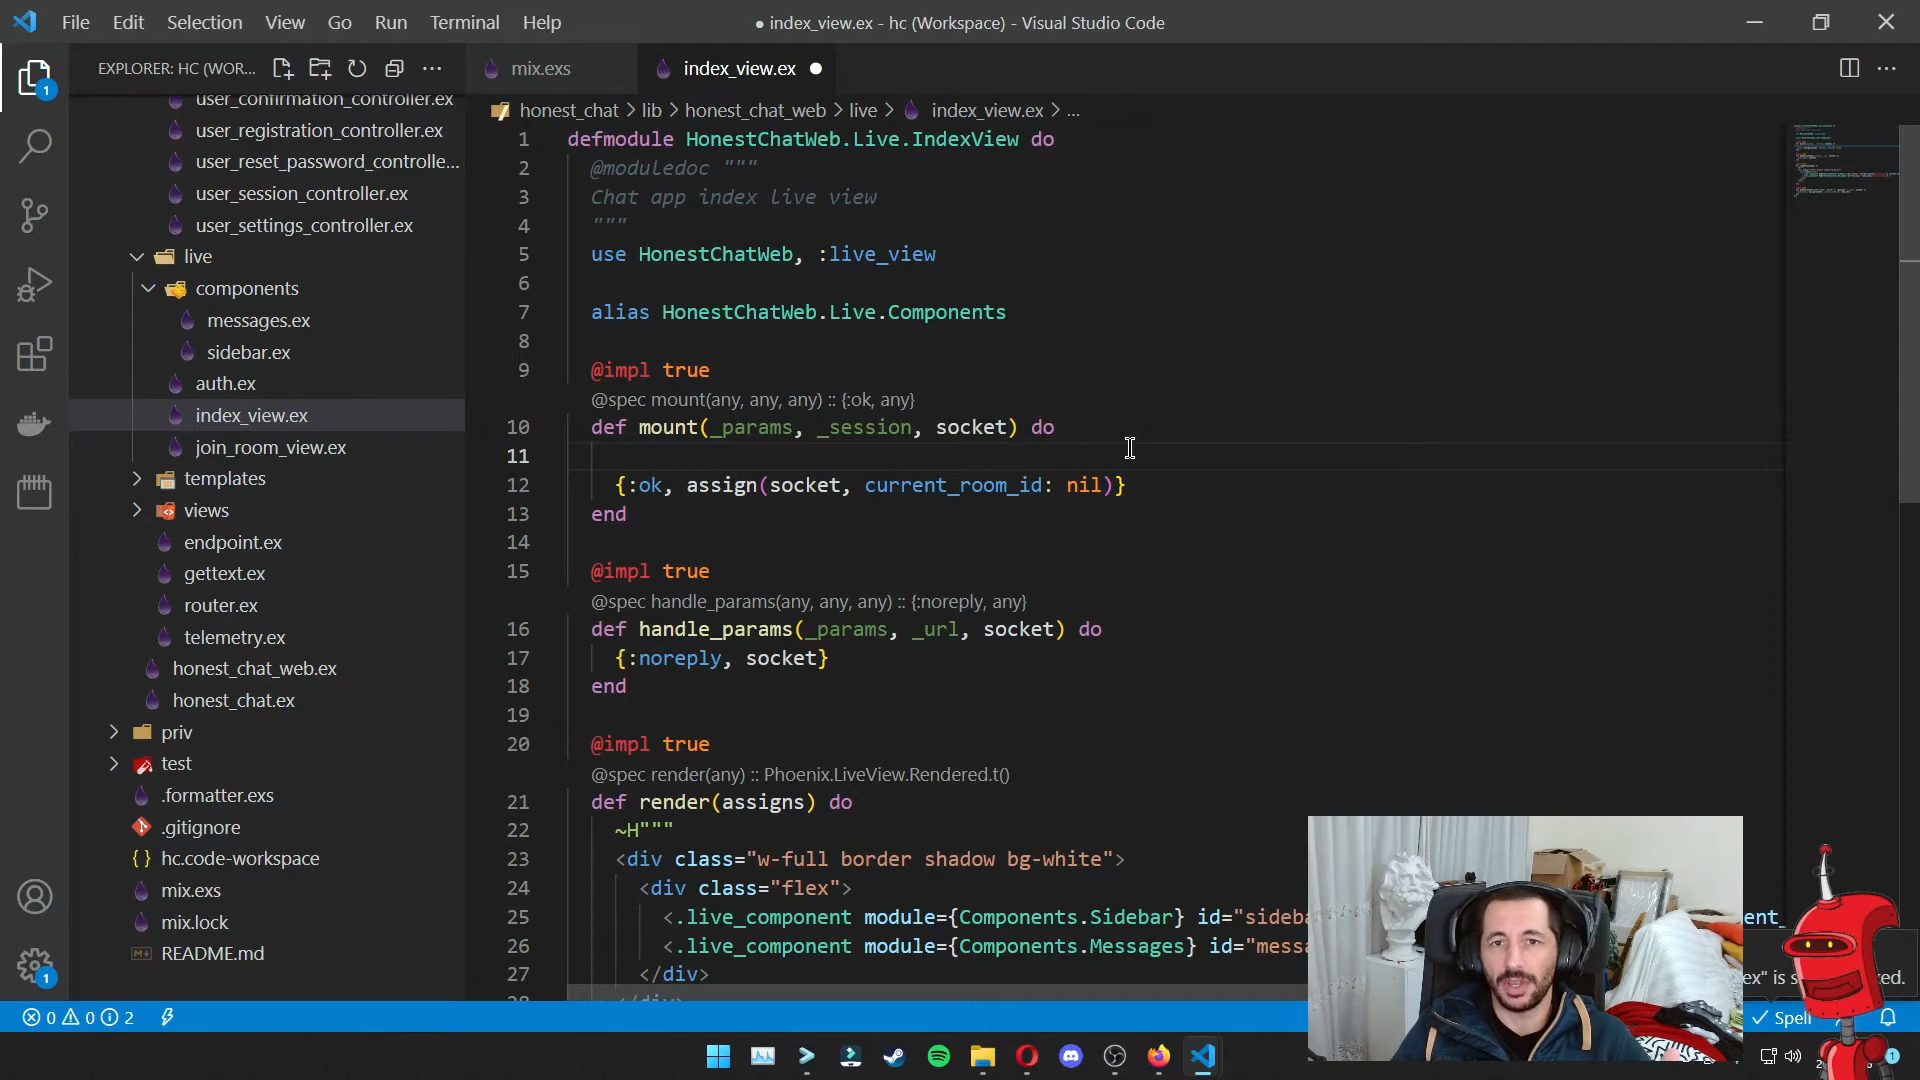 File Edit Selection View Go Run Terminal Help
● index_view.ex - hc (Workspace) - Visual Studio Code
EXPLORER: HC (WOR...
mix.exs
index_view.ex
honest_chat > lib > honest_chat_web > live > index_view.ex > ...
user_confirmation_controller.ex
user_registration_controller.ex
user_reset_password_controlle...
user_session_controller.ex
user_settings_controller.ex
live
components
messages.ex
sidebar.ex
auth.ex
index_view.ex
join_room_view.ex
templates
views
endpoint.ex
gettext.ex
router.ex
telemetry.ex
honest_chat_web.ex
honest_chat.ex
priv
test
.formatter.exs
.gitignore
hc.code-workspace
mix.exs
mix.lock
README.md
1 defmodule HonestChatWeb.Live.IndexView do
2 @moduledoc """
3 Chat app index live view
4 """
5 use HonestChatWeb, :live_view
6
7 alias HonestChatWeb.Live.Components
8
9 @impl true
@spec mount(any, any, any) :: {:ok, any}
10 def mount(_params, _session, socket) do
11
12 {:ok, assign(socket, current_room_id: nil)}
13 end
14
15 @impl true
@spec handle_params(any, any, any) :: {:noreply, any}
16 def handle_params(_params, _url, socket) do
17 {:noreply, socket}
18 end
19
20 @impl true
@spec render(any) :: Phoenix.LiveView.Rendered.t()
21 def render(assigns) do
22 ~H"""
23 <div class="w-full border shadow bg-white">
24 <div class="flex">
25 <.live_component module={Components.Sidebar} id="sideba
26 <.live_component module={Components.Messages} id="messa
27 </div>
ent_
ex" is
0 0 2
Spell
1
1
1